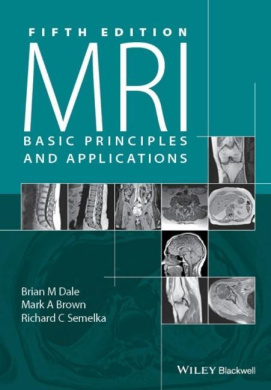 FIFTH EDITION
MRI
BASIC PRINCIPLES
AND APPLICATIONS
Brian M Dale
Mark A Brown
Richard C Semelka
WILEY Blackwell